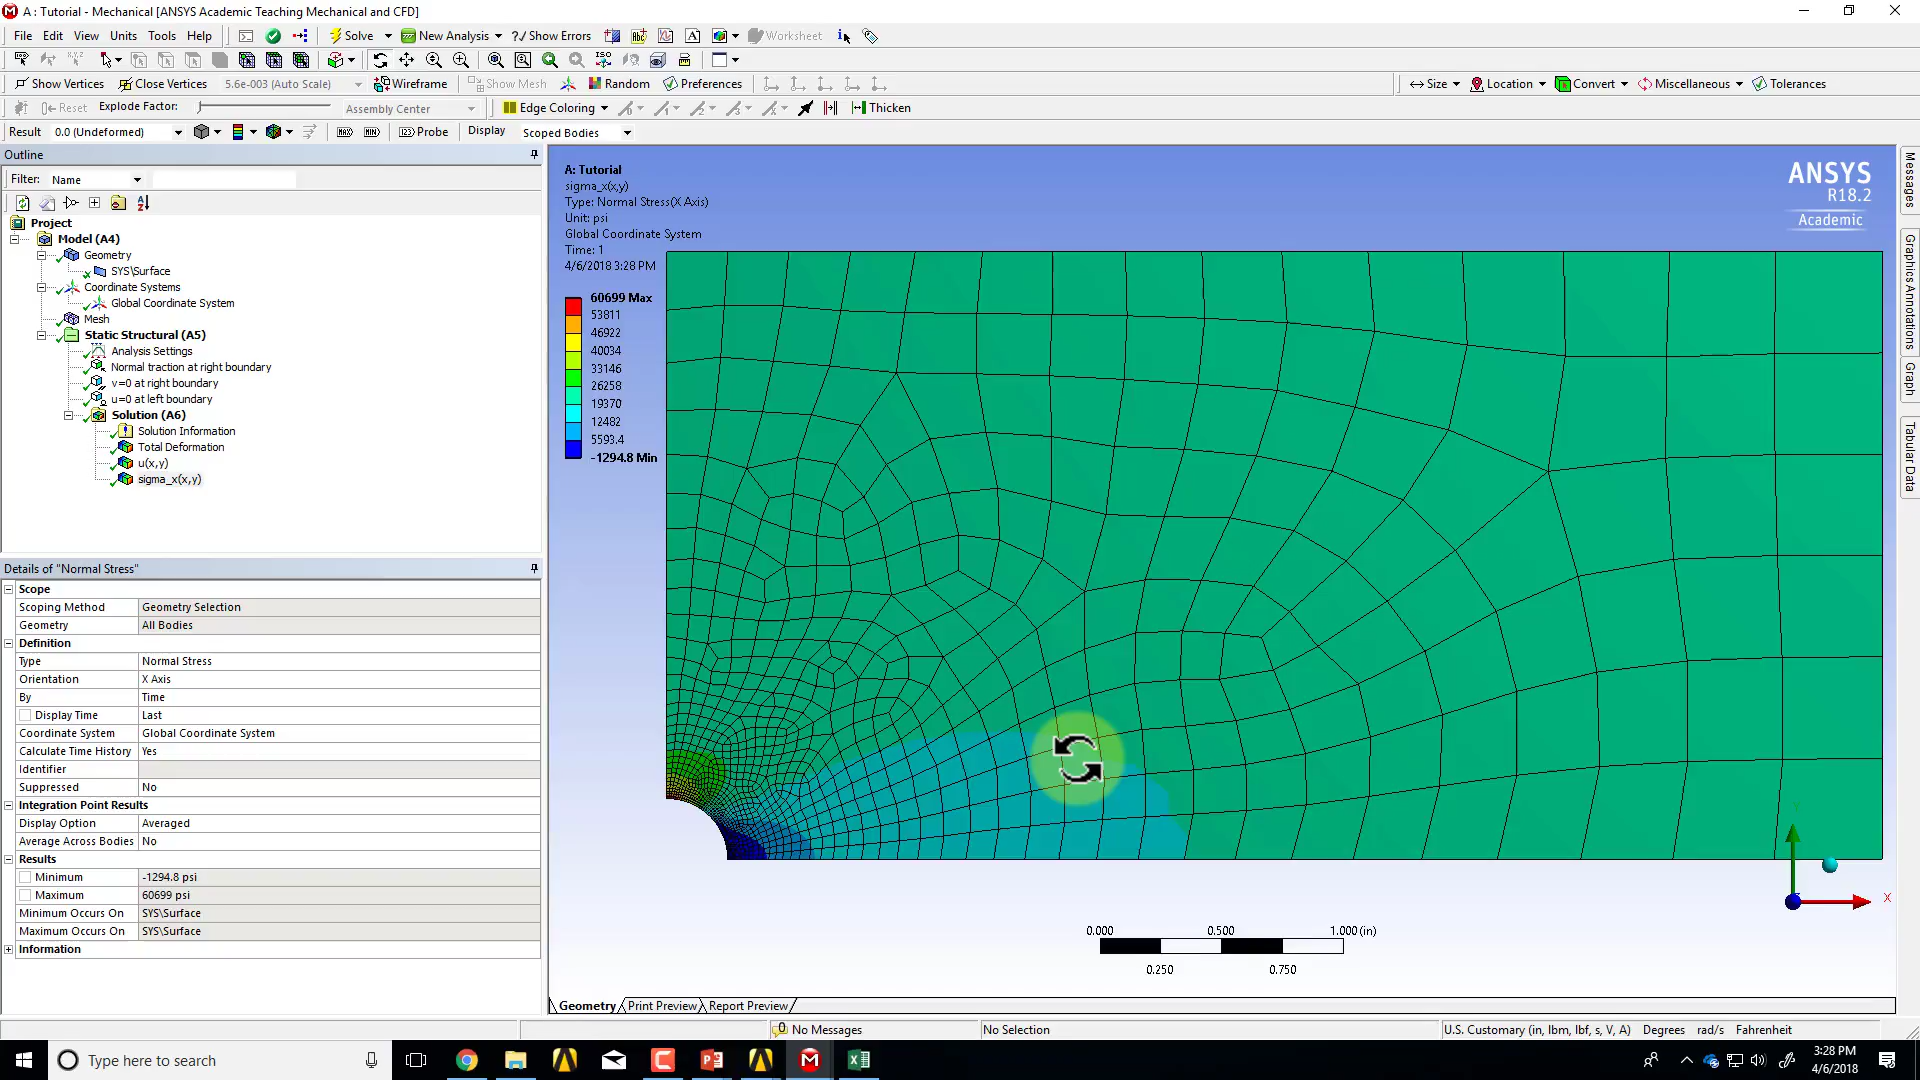 A : Tutorial - Mechanical [ANSYS Academic Teaching Mechanical and CFD]
File Edit View Units Tools Help Solve New Analysis ?/Show Errors Worksheet
Show Vertices Close Vertices 5.6e-003 (Auto Scale) Wireframe Show Mesh Random Preferences Size Location Convert Miscellaneous Tolerances
Reset Explode Factor: Assembly Center Edge Coloring Thicken
Result 0.0 (Undeformed) MAX MIN Probe Display Scoped Bodies
Outline
Filter: Name
Project
Model (A4)
Geometry
SYS\Surface
Coordinate Systems
Global Coordinate System
Mesh
Static Structural (A5)
Analysis Settings
Normal traction at right boundary
v=0 at right boundary
u=0 at left boundary
Solution (A6)
Solution Information
Total Deformation
u(x,y)
sigma_x(x,y)
Details of "Normal Stress"
Scope
Scoping Method Geometry Selection
Geometry All Bodies
Definition
Type Normal Stress
Orientation X Axis
By Time
Display Time Last
Coordinate System Global Coordinate System
Calculate Time History Yes
Identifier
Suppressed No
Integration Point Results
Display Option Averaged
Average Across Bodies No
Results
Minimum -1294.8 psi
Maximum 60699 psi
Minimum Occurs On SYS\Surface
Maximum Occurs On SYS\Surface
Information
A: Tutorial
sigma_x(x,y)
Type: Normal Stress(X Axis)
Unit: psi
Global Coordinate System
Time: 1
4/6/2018 3:28 PM
60699 Max
53811
46922
40034
33146
26258
19370
12482
5593.4
-1294.8 Min
ANSYS
R18.2
Academic
X
0.000 0.500 1.000 (in)
0.250 0.750
Geometry Print Preview Report Preview
Messages
Graphics Annotations
Graph
Tabular Data
No Messages No Selection U.S. Customary (in, lbm, lbf, s, V, A) Degrees rad/s Fahrenheit
Type here to search
3:28 PM
4/6/2018